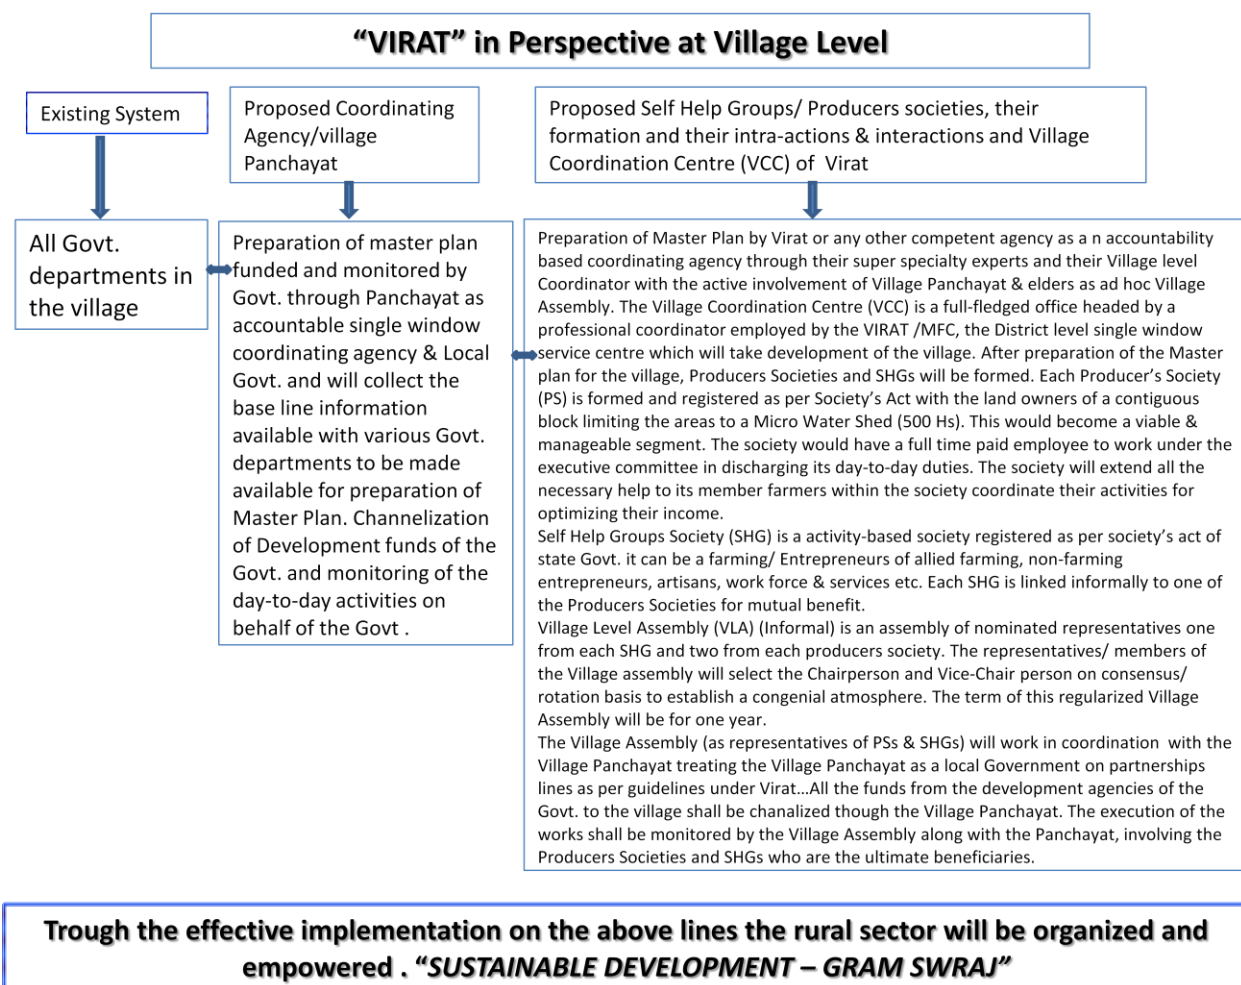 “VIRAT” in Perspective at Village Level
Existing System
Proposed Coordinating
Agency/village
Panchayat
Proposed Self Help Groups/ Producers societies, their
formation and their intra-actions & interactions and Village
Coordination Centre (VCC) of Virat
All Govt.
departments in
the village
Preparation of master plan
funded and monitored by
Govt. through Panchayat as
accountable single window
coordinating agency & Local
Govt. and will collect the
base line information
available with various Govt.
departments to be made
available for preparation of
Master Plan. Channelization
of Development funds of the
Govt. and monitoring of the
day-to-day activities on
behalf of the Govt .
Preparation of Master Plan by Virat or any other competent agency as a n accountability
based coordinating agency through their super specialty experts and their Village level
Coordinator with the active involvement of Village Panchayat & elders as ad hoc Village
Assembly. The Village Coordination Centre (VCC) is a full-fledged office headed by a
professional coordinator employed by the VIRAT /MFC, the District level single window
service centre which will take development of the village. After preparation of the Master
plan for the village, Producers Societies and SHGs will be formed. Each Producer’s Society
(PS) is formed and registered as per Society’s Act with the land owners of a contiguous
block limiting the areas to a Micro Water Shed (500 Hs). This would become a viable &
manageable segment. The society would have a full time paid employee to work under the
executive committee in discharging its day-to-day duties. The society will extend all the
necessary help to its member farmers within the society coordinate their activities for
optimizing their income.
Self Help Groups Society (SHG) is a activity-based society registered as per society’s act of
state Govt. it can be a farming/ Entrepreneurs of allied farming, non-farming
entrepreneurs, artisans, work force & services etc. Each SHG is linked informally to one of
the Producers Societies for mutual benefit.
Village Level Assembly (VLA) (Informal) is an assembly of nominated representatives one
from each SHG and two from each producers society. The representatives/ members of
the Village assembly will select the Chairperson and Vice-Chair person on consensus/
rotation basis to establish a congenial atmosphere. The term of this regularized Village
Assembly will be for one year.
The Village Assembly (as representatives of PSs & SHGs) will work in coordination with the
Village Panchayat treating the Village Panchayat as a local Government on partnerships
lines as per guidelines under Virat…All the funds from the development agencies of the
Govt. to the village shall be chanalized though the Village Panchayat. The execution of the
works shall be monitored by the Village Assembly along with the Panchayat, involving the
Producers Societies and SHGs who are the ultimate beneficiaries.
Trough the effective implementation on the above lines the rural sector will be organized and
empowered . “SUSTAINABLE DEVELOPMENT – GRAM SWRAJ”